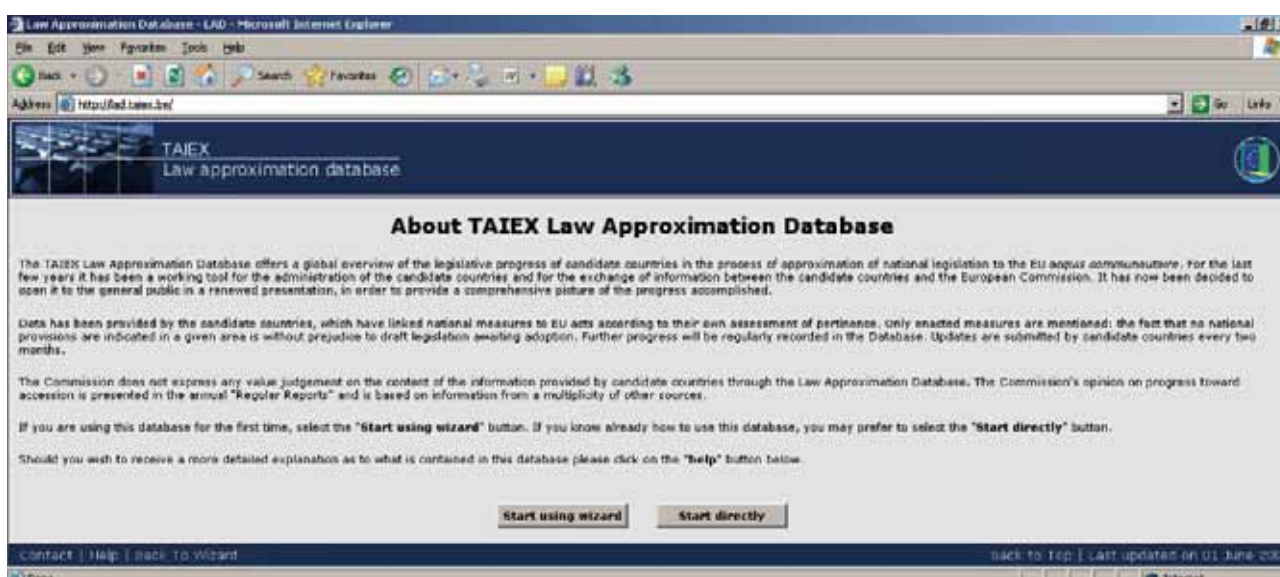 Law Approximation Database - LAD - Microsoft Internet Explorer
File Edit View Favorites Tools Help
Back Search Favorites
Address http://lad.taiex.be/ Go Links
TAIEX
Law approximation database
About TAIEX Law Approximation Database
The TAIEX Law Approximation Database offers a global overview of the legislative progress of candidate countries in the process of approximation of national legislation to the EU acquis communautaire. For the last
few years it has been a working tool for the administration of the candidate countries and for the exchange of information between the candidate countries and the European Commission. It has now been decided to
open it to the general public in a renewed presentation, in order to provide a comprehensive picture of the progress accomplished.
Data has been provided by the candidate countries, which have linked national measures to EU acts according to their own assessment of pertinence. Only enacted measures are mentioned: the fact that no national
provisions are indicated in a given area is without prejudice to draft legislation awaiting adoption. Further progress will be regularly recorded in the Database. Updates are submitted by candidate countries every two
months.
The Commission does not express any value judgement on the content of the information provided by candidate countries through the Law Approximation Database. The Commission's opinion on progress toward
accession is presented in the annual "Regular Reports" and is based on information from a multiplicity of other sources.
If you are using this database for the first time, select the "Start using wizard" button. If you know already how to use this database, you may prefer to select the "Start directly" button.
Should you wish to receive a more detailed explanation as to what is contained in this database please click on the "help" button below.
Start using wizard Start directly
Contact | Help | Back To Wizard Back to Top | Last updated on 01 June